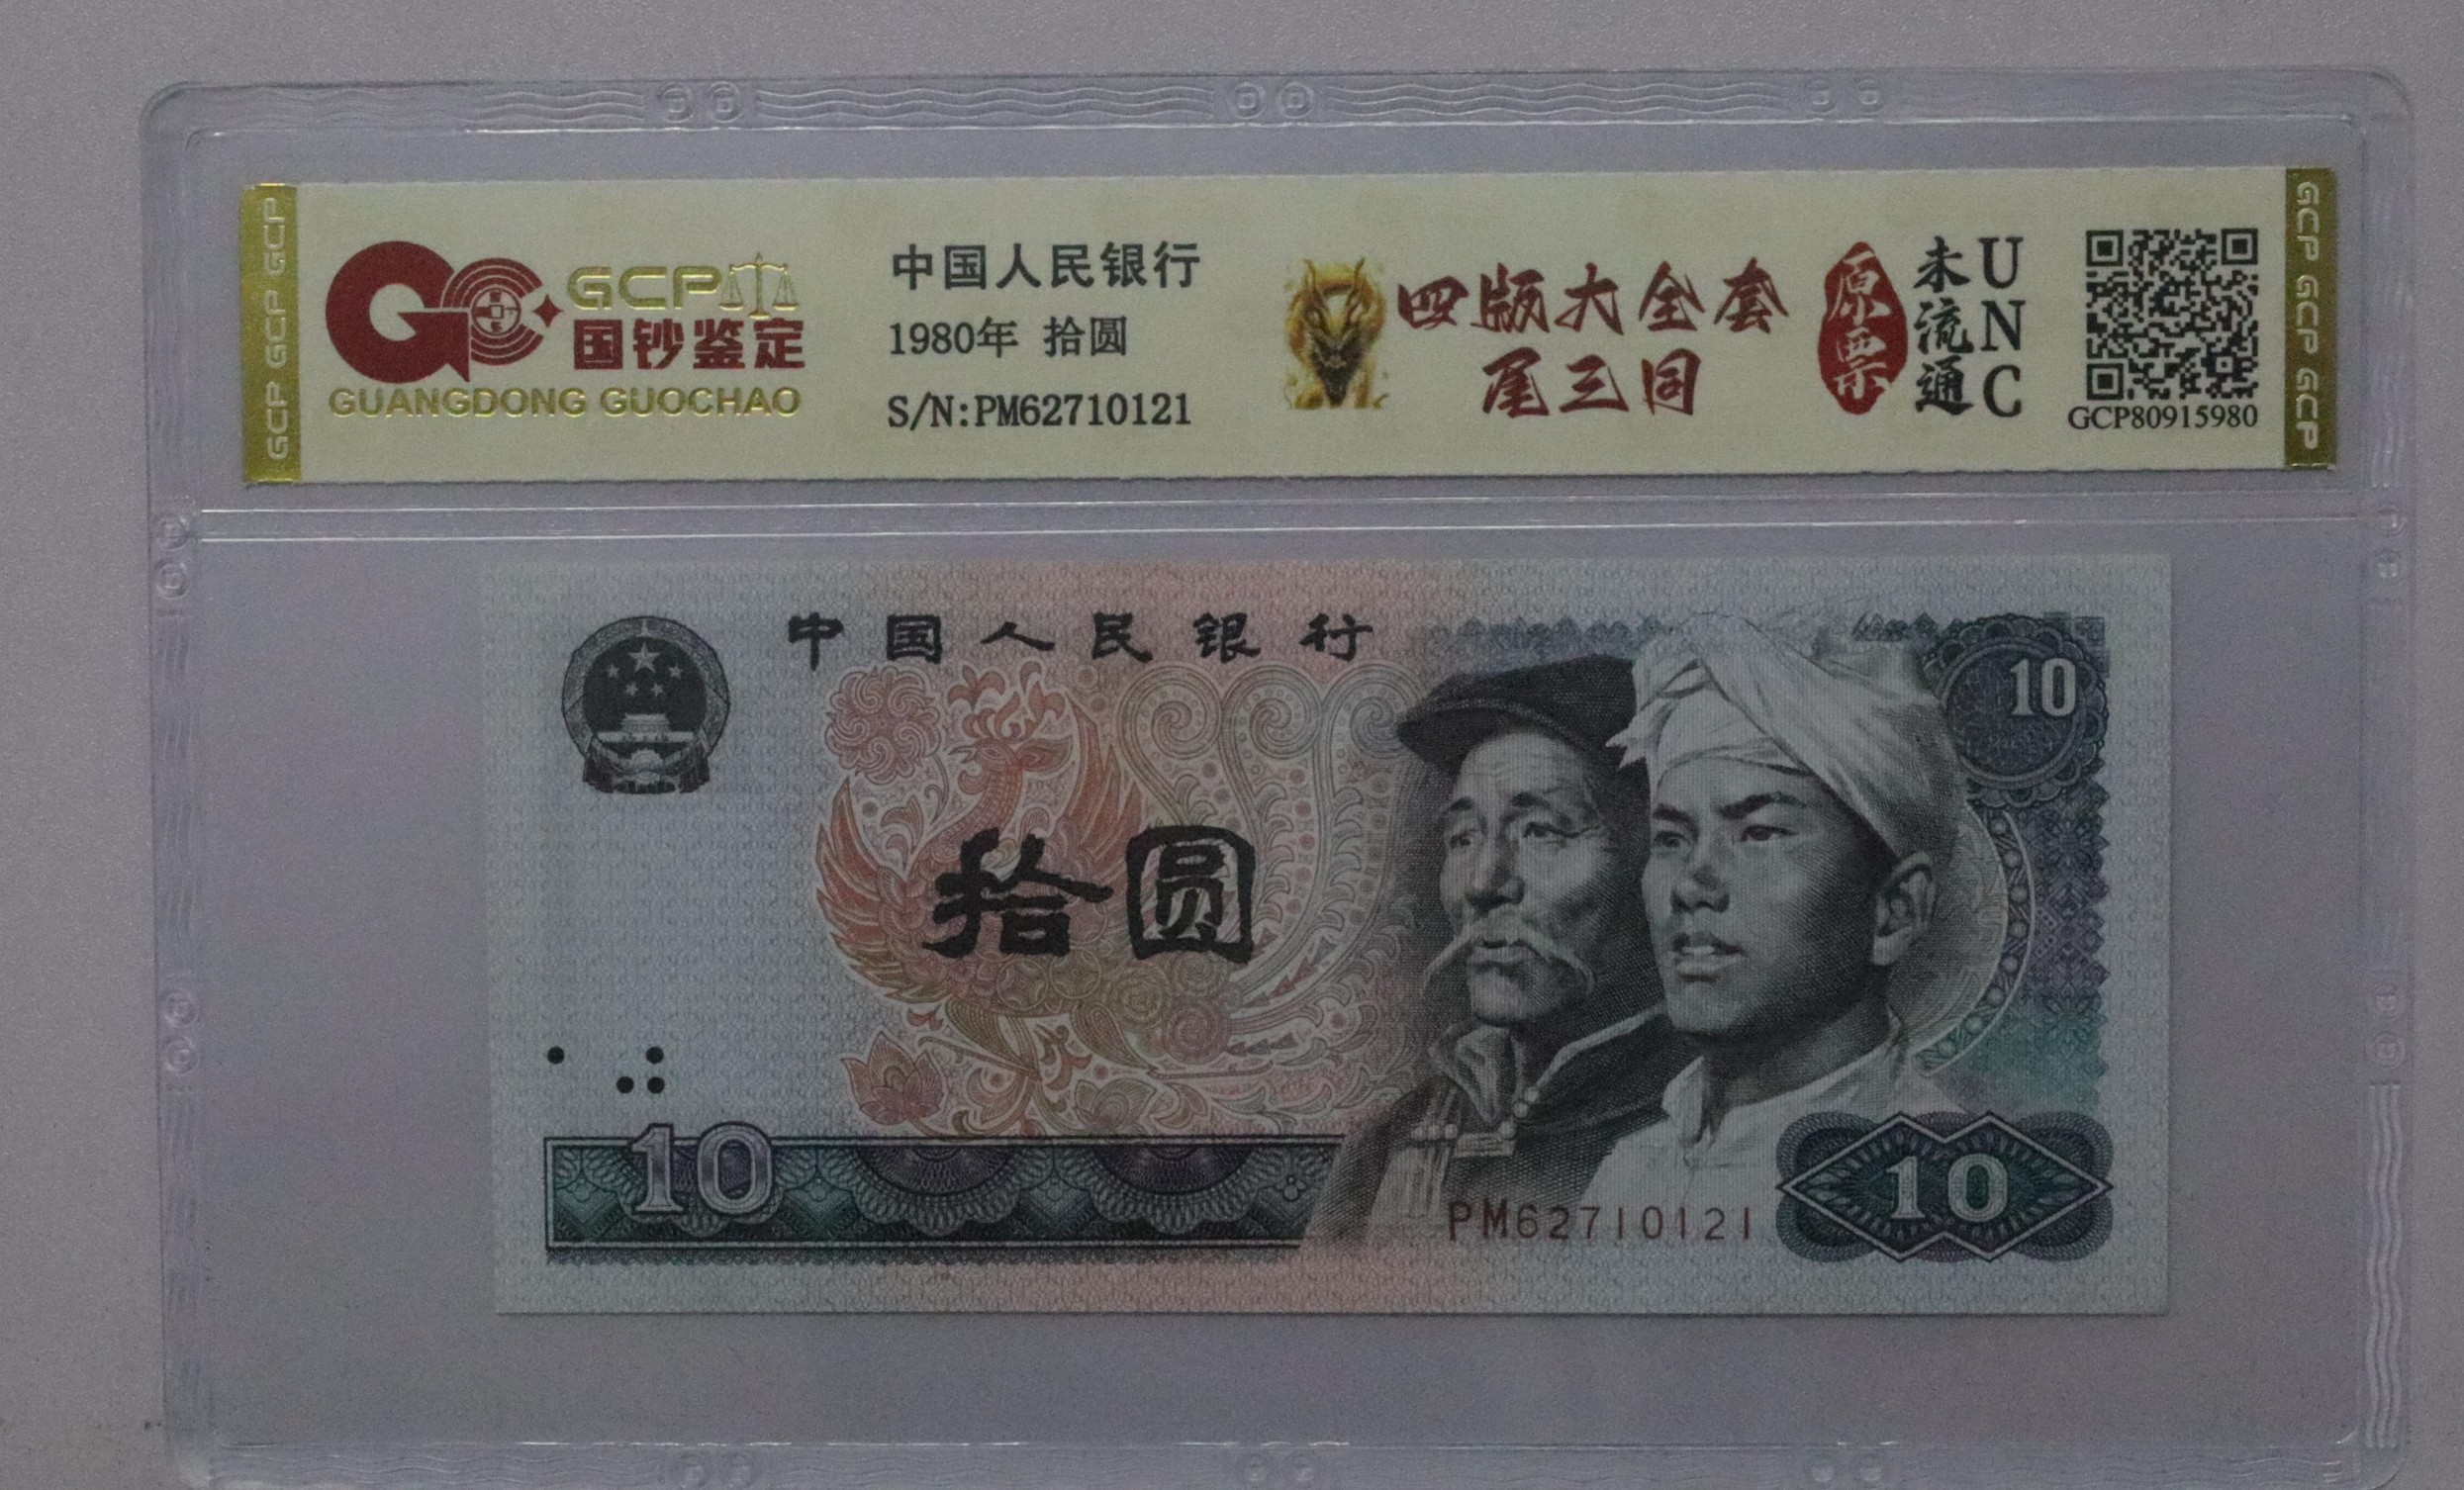 GCP GCP GCP
GCP
国钞鉴定
GUANGDONG GUOCHAO
中国人民银行
1980年 拾圆
S/N:PM62710121
四版大全套
尾三同
原票
未流通
UNC
GCP80915980
GCP GCP GCP
中国人民银行
10
拾圆
10
PM62710121
10